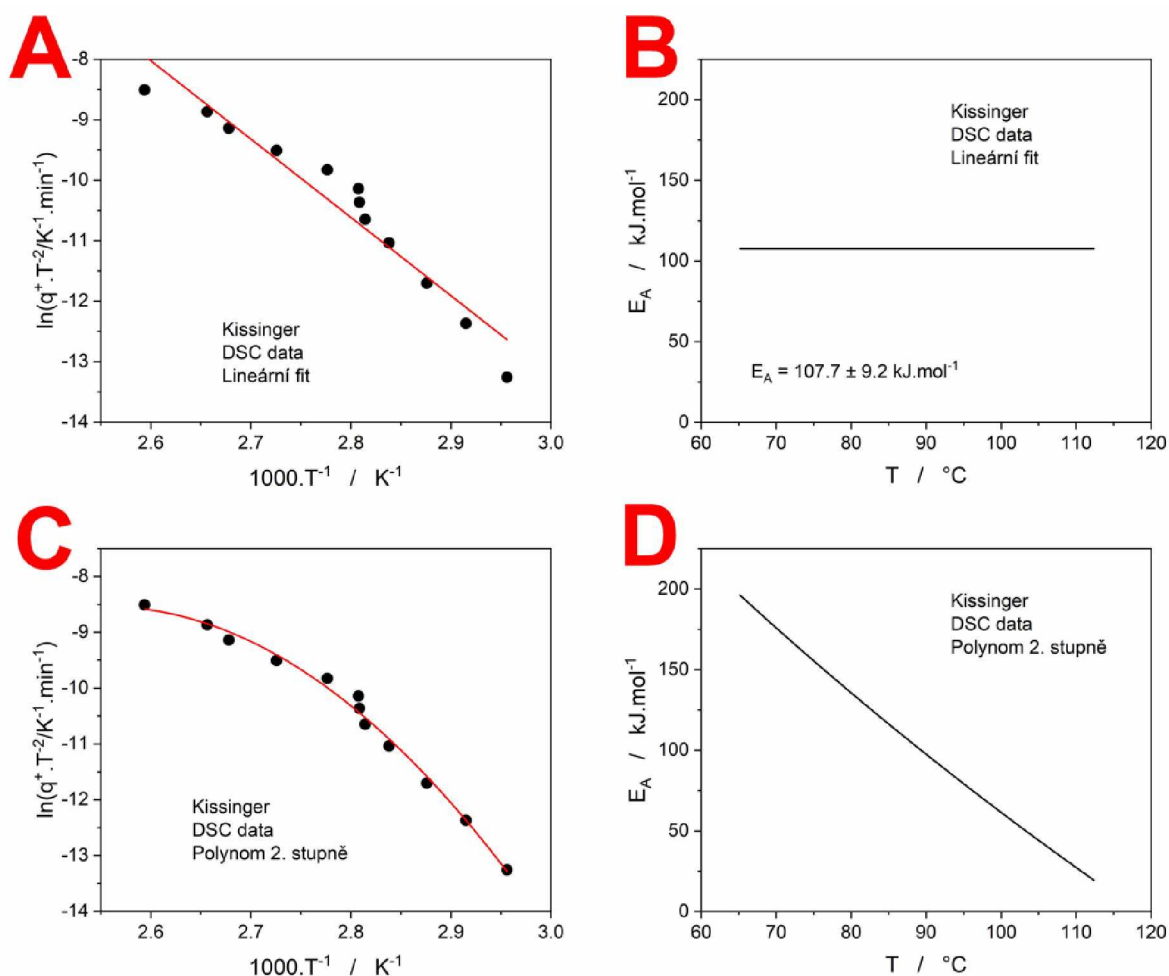 A
-8
-9
-10
-11
-12
-13
-14
ln(q⁺.T⁻²/K⁻¹.min⁻¹)
Kissinger
DSC data
Lineární fit
2.6 2.7 2.8 2.9 3.0
1000.T⁻¹ / K⁻¹
B
200
150
100
50
0
E_A / kJ.mol⁻¹
Kissinger
DSC data
Lineární fit
E_A = 107.7 ± 9.2 kJ.mol⁻¹
60 70 80 90 100 110 120
T / °C
C
-8
-9
-10
-11
-12
-13
-14
ln(q⁺.T⁻²/K⁻¹.min⁻¹)
Kissinger
DSC data
Polynom 2. stupně
2.6 2.7 2.8 2.9 3.0
1000.T⁻¹ / K⁻¹
D
200
150
100
50
0
E_A / kJ.mol⁻¹
Kissinger
DSC data
Polynom 2. stupně
60 70 80 90 100 110 120
T / °C